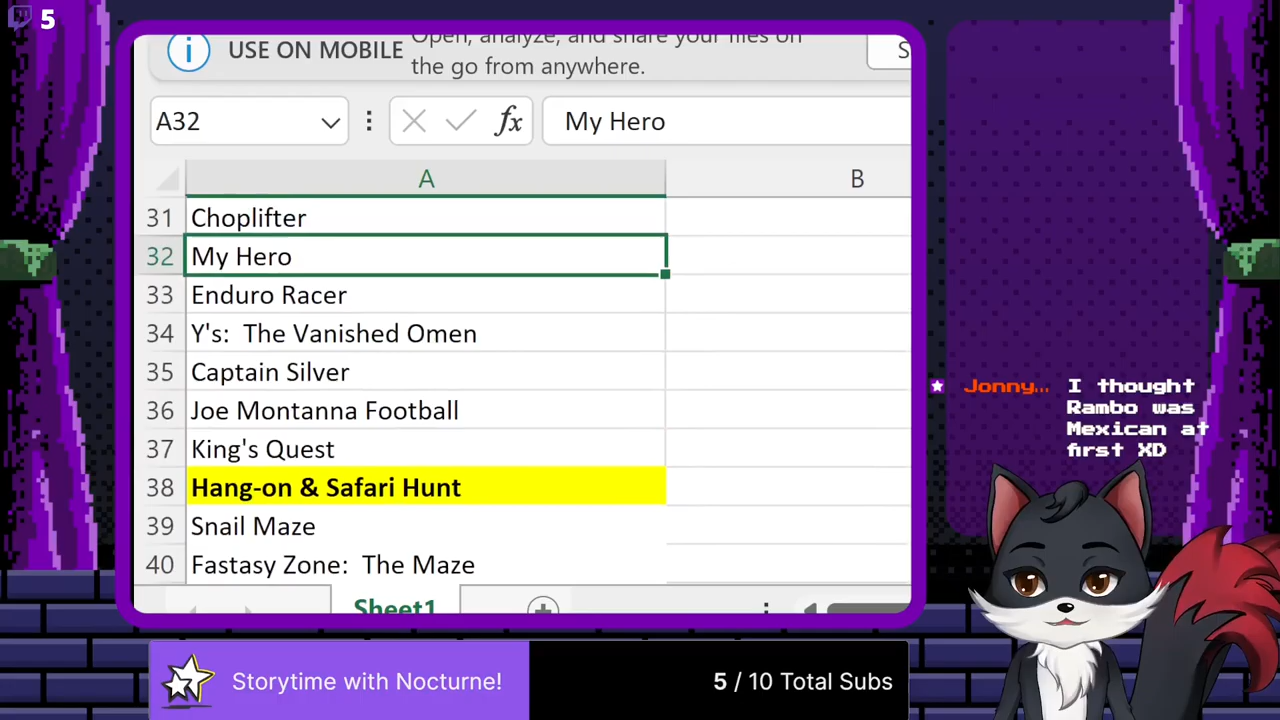 5
Open, analyze, and share your files on
USE ON MOBILE
the go from anywhere.
S
A32
fx
My Hero
A
B
31 Choplifter
32 My Hero
33 Enduro Racer
34 Y's:  The Vanished Omen
35 Captain Silver
36 Joe Montanna Football
37 King's Quest
38 Hang-on & Safari Hunt
39 Snail Maze
40 Fastasy Zone:  The Maze
Sheet1
Jonny... I thought
Rambo was
Mexican at
first XD
Storytime with Nocturne!
5 / 10 Total Subs